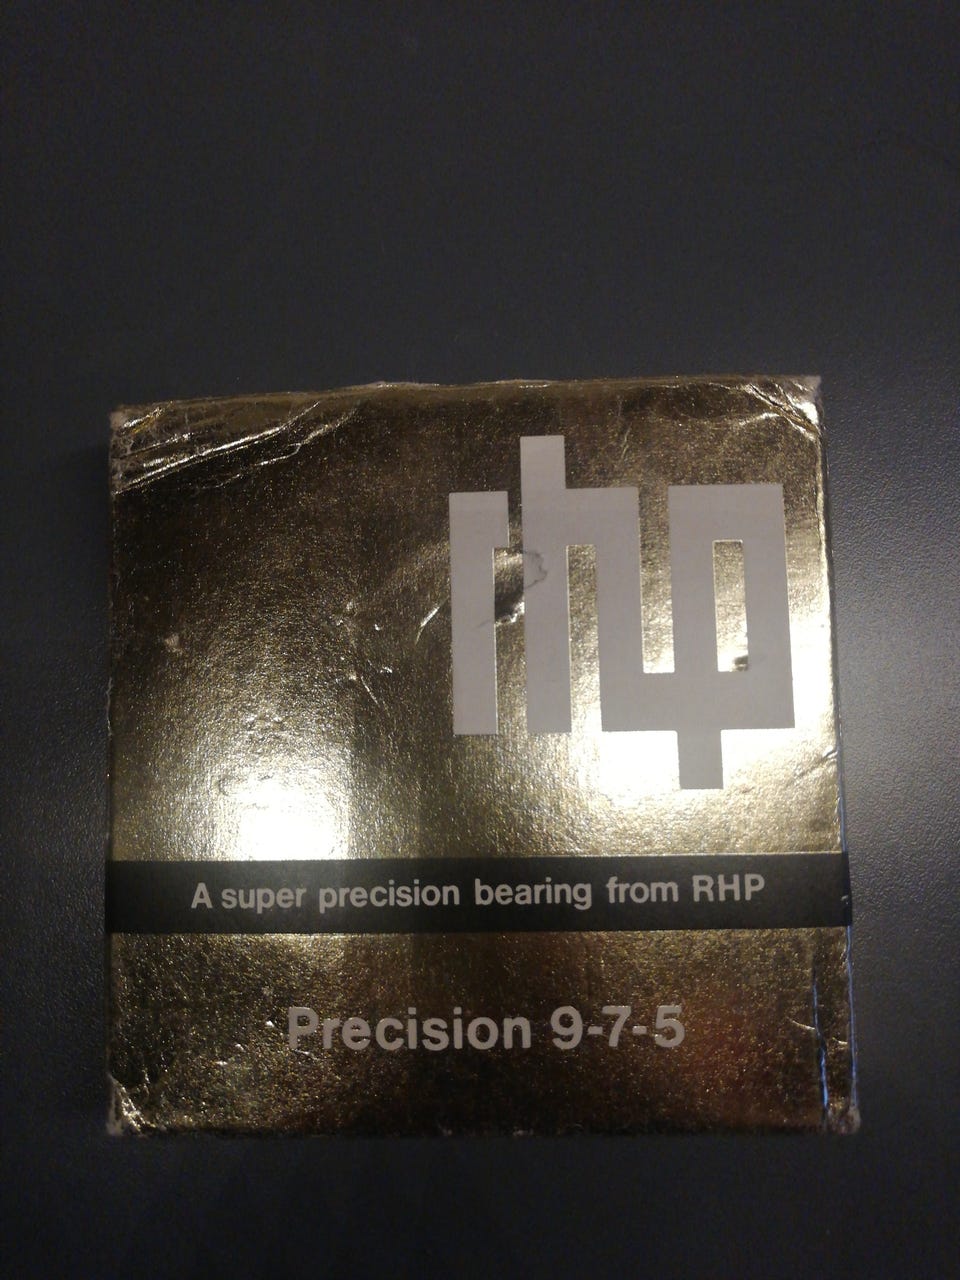 rhp
A super precision bearing from RHP
Precision 9-7-5